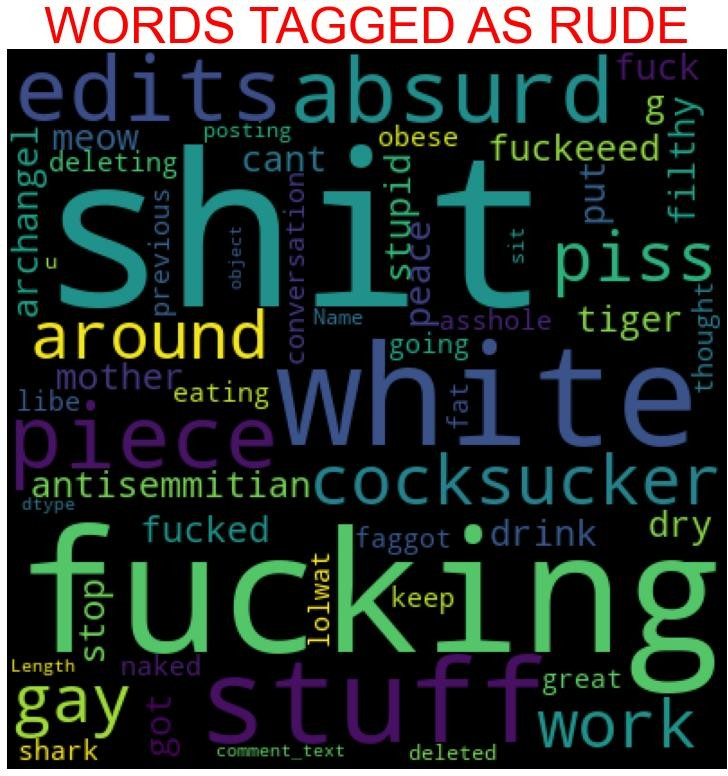 WORDS TAGGED AS RUDE
edits
absurd
fuck
g
meow
posting
obese
fuckeeed
filthy
archangel
deleting
cant
stupid
put
shit
previous
object
conversation
peace
sit
u
piss
around
Name
asshole
tiger
thought
going
mother
white
libe
eating
fat
piece
antisemmitian
cocksucker
dtype
fucked
faggot
drink
dry
fucking
stop
lolwat
keep
Length
naked
stuff
great
gay
got
work
shark
comment_text
deleted